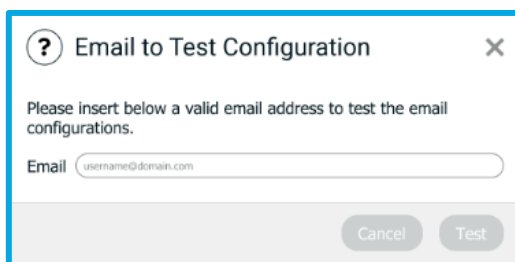 ? Email to Test Configuration
Please insert below a valid email address to test the email
configurations.
Email username@domain.com
Cancel Test